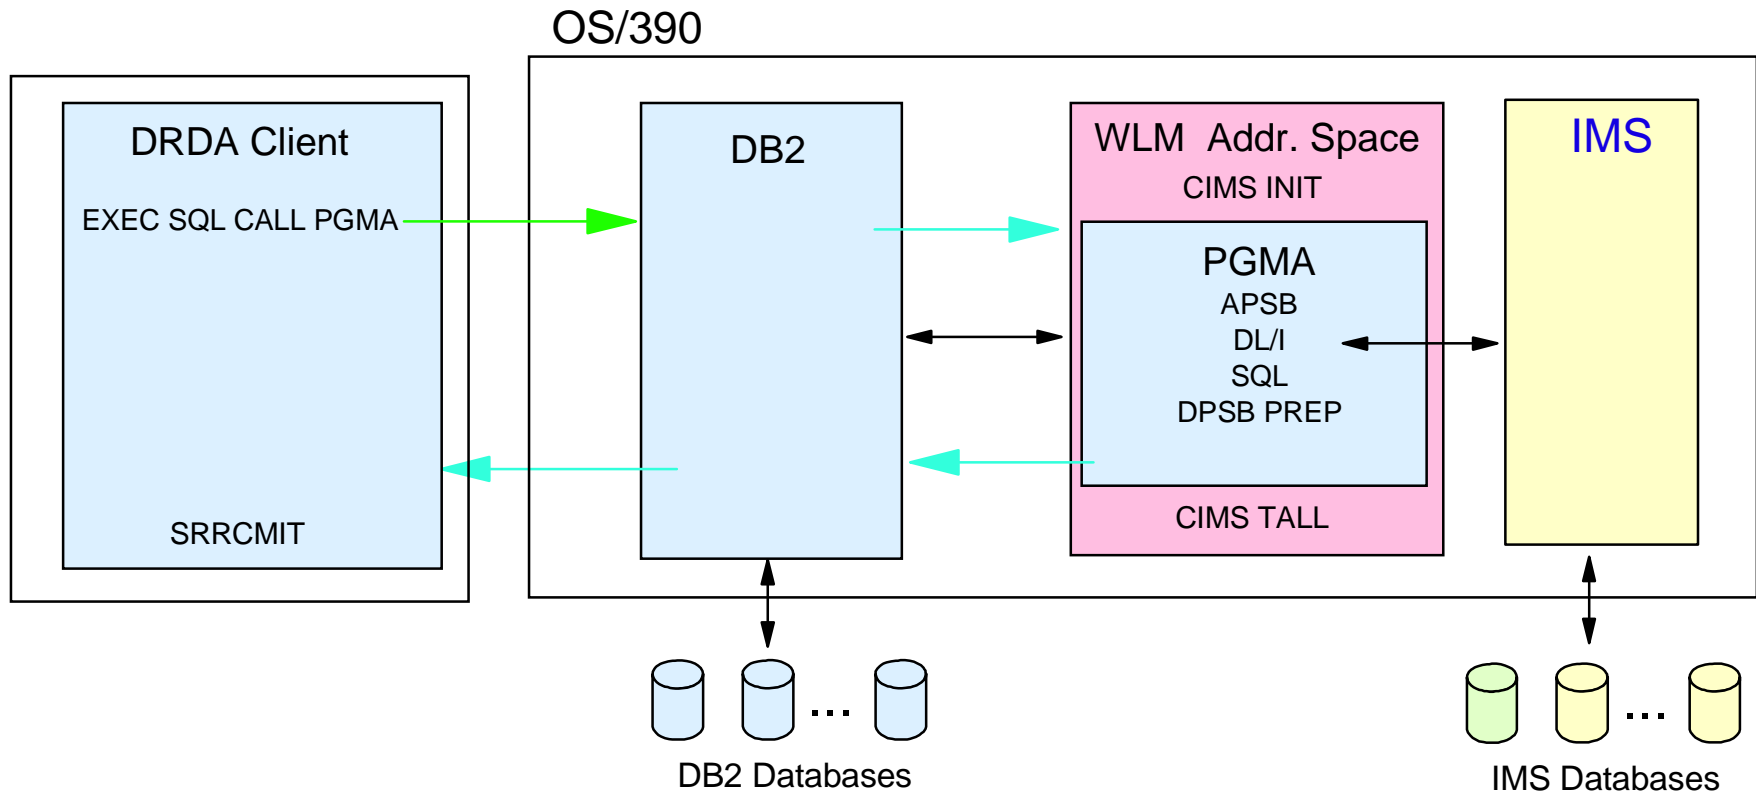 OS/390
DRDA Client
EXEC SQL CALL PGMA
SRRCMIT
DB2
WLM Addr. Space
CIMS INIT
PGMA
APSB
DL/I
SQL
DPSB PREP
CIMS TALL
IMS
...
DB2 Databases
...
IMS Databases